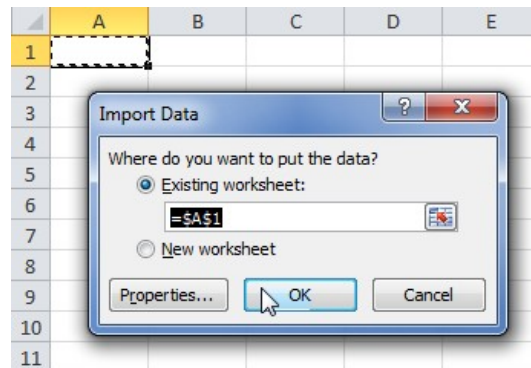 A B C D E
1
2
3
4
5
6
7
8
9
10
11
Import Data
?
Where do you want to put the data?
Existing worksheet:
=$A$1
New worksheet
Properties... OK Cancel